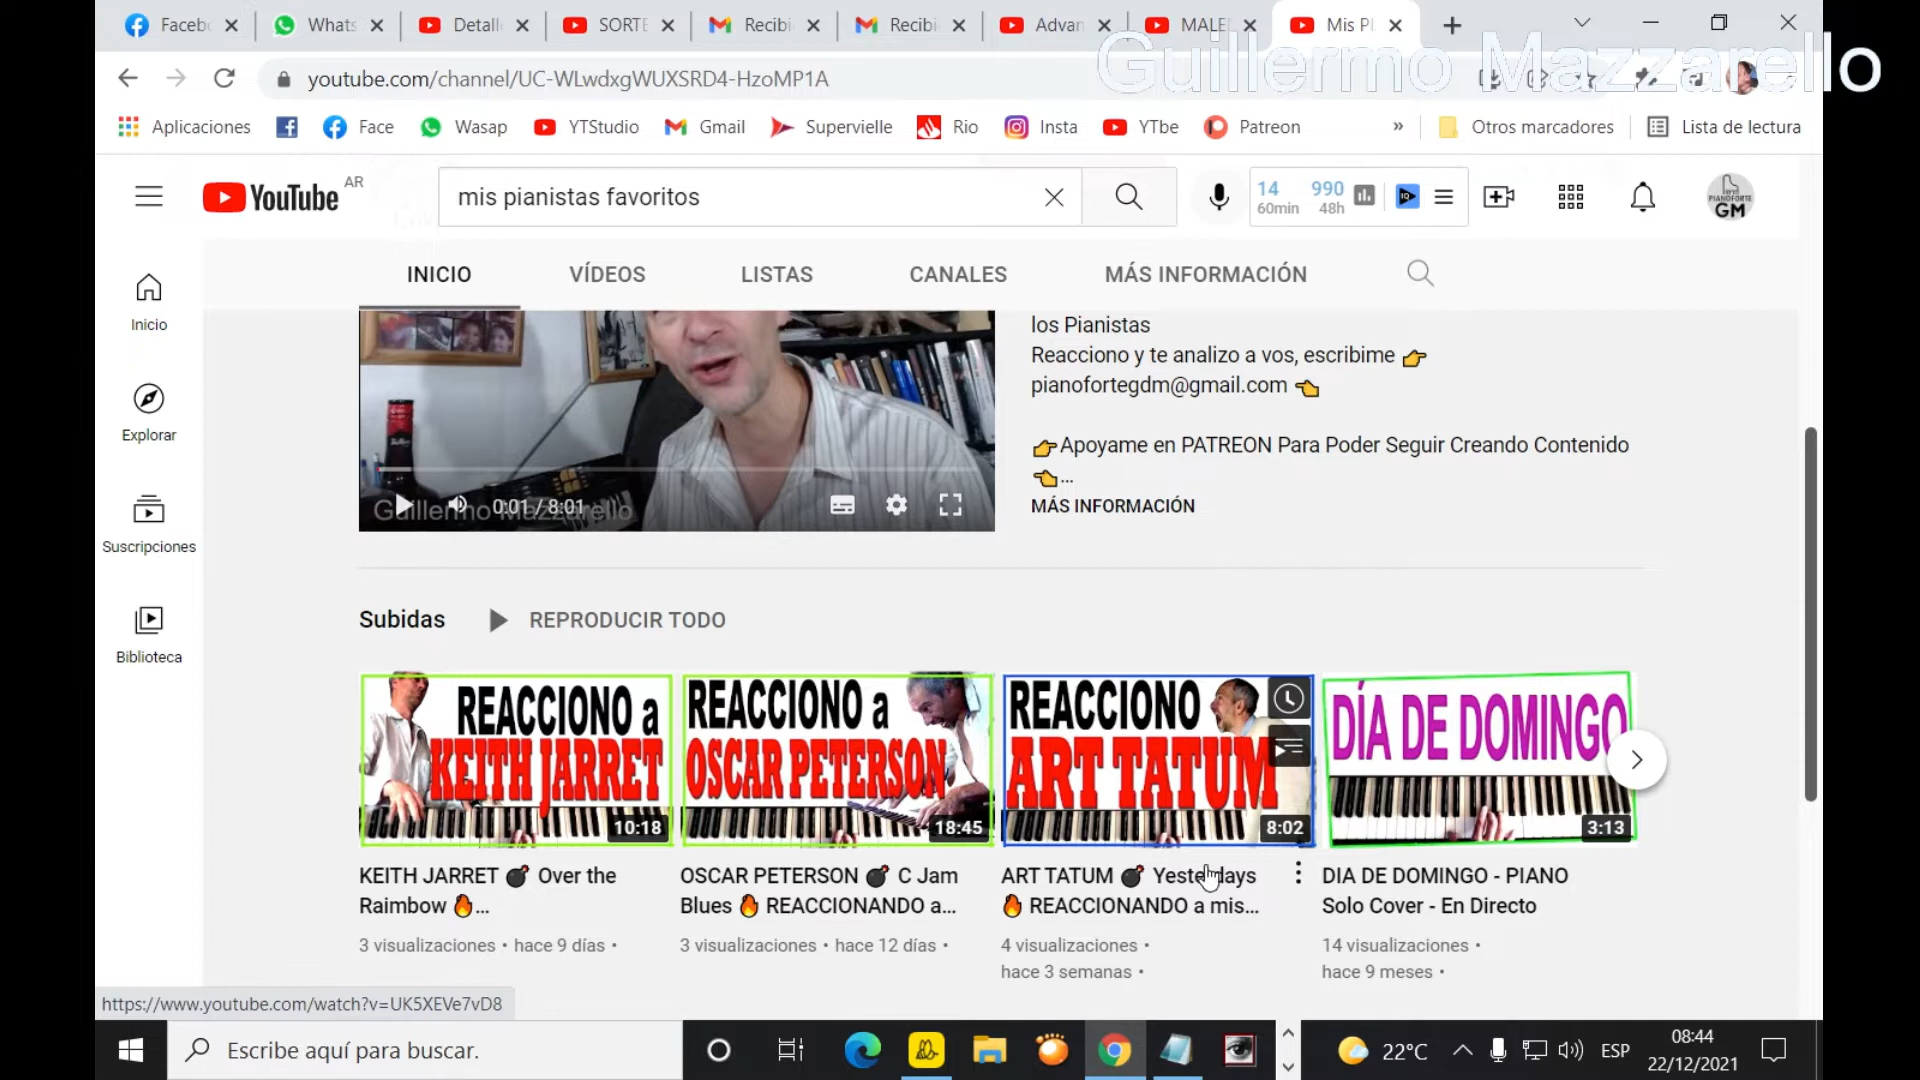 Faceb
Whats
Detall
SORTE
Recibi
Recibi
Advan
MALE
Mis Pl
Guillermo Mazzarello
youtube.com/channel/UC-WLwdxgWUXSRD4-HzoMP1A
Aplicaciones
Face
Wasap
YTStudio
Gmail
Supervielle
Rio
Insta
YTbe
Patreon
»
Otros marcadores
Lista de lectura
YouTube AR
mis pianistas favoritos
14
60min
990
48h
PIANOFORTE
GM
INICIO
VÍDEOS
LISTAS
CANALES
MÁS INFORMACIÓN
Inicio
Explorar
Suscripciones
Biblioteca
los Pianistas
Reacciono y te analizo a vos, escribime 👉
pianofortegdm@gmail.com 👈
👉Apoyame en PATREON Para Poder Seguir Creando Contenido
👈...
MÁS INFORMACIÓN
0:01 / 8:01
Guillermo Mazzarello
Subidas
REPRODUCIR TODO
REACCIONO a
KEITH JARRET
10:18
REACCIONO a
OSCAR PETERSON
18:45
REACCIONO
ART TATUM
8:02
DÍA DE DOMINGO
3:13
KEITH JARRET 💣 Over the
Raimbow 🔥...
3 visualizaciones • hace 9 días •
OSCAR PETERSON 💣 C Jam
Blues 🔥 REACCIONANDO a...
3 visualizaciones • hace 12 días •
ART TATUM 💣 Yesterdays
🔥 REACCIONANDO a mis...
4 visualizaciones •
hace 3 semanas •
DIA DE DOMINGO - PIANO
Solo Cover - En Directo
14 visualizaciones •
hace 9 meses •
https://www.youtube.com/watch?v=UK5XEVe7vD8
Escribe aquí para buscar.
22°C
ESP
08:44
22/12/2021